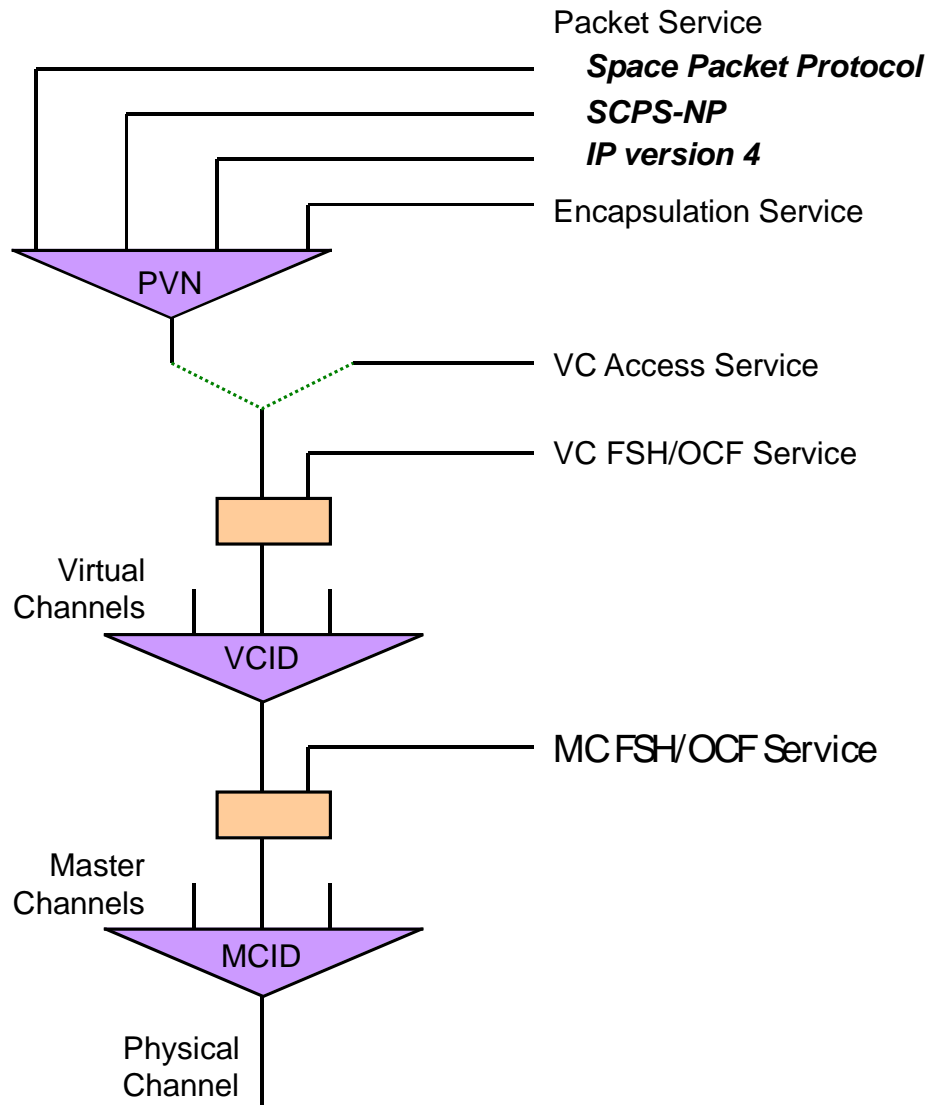 Packet Service
Space Packet Protocol
SCPS-NP
IP version 4
Encapsulation Service
PVN
VC Access Service
VC FSH/OCF Service
Virtual
Channels
VCID
MC FSH/OCF Service
Master
Channels
MCID
Physical
Channel